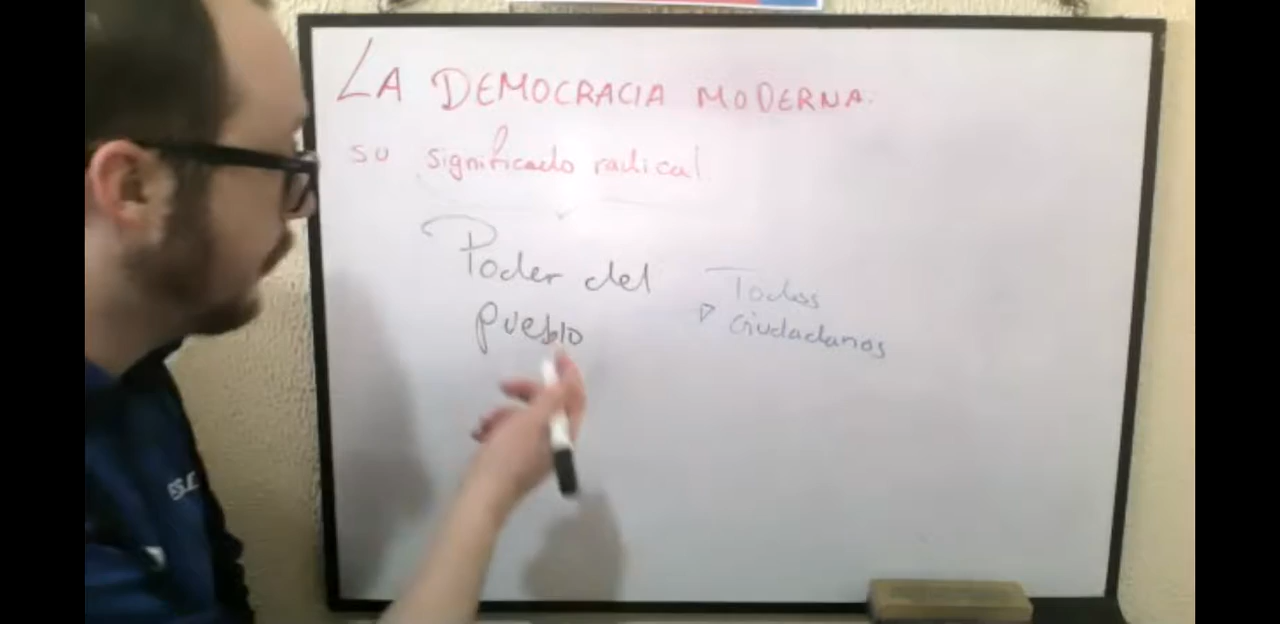 LA DEMOCRACIA MODERNA.
su significado radical
Poder del
pueblo
Todos
ciudadanos